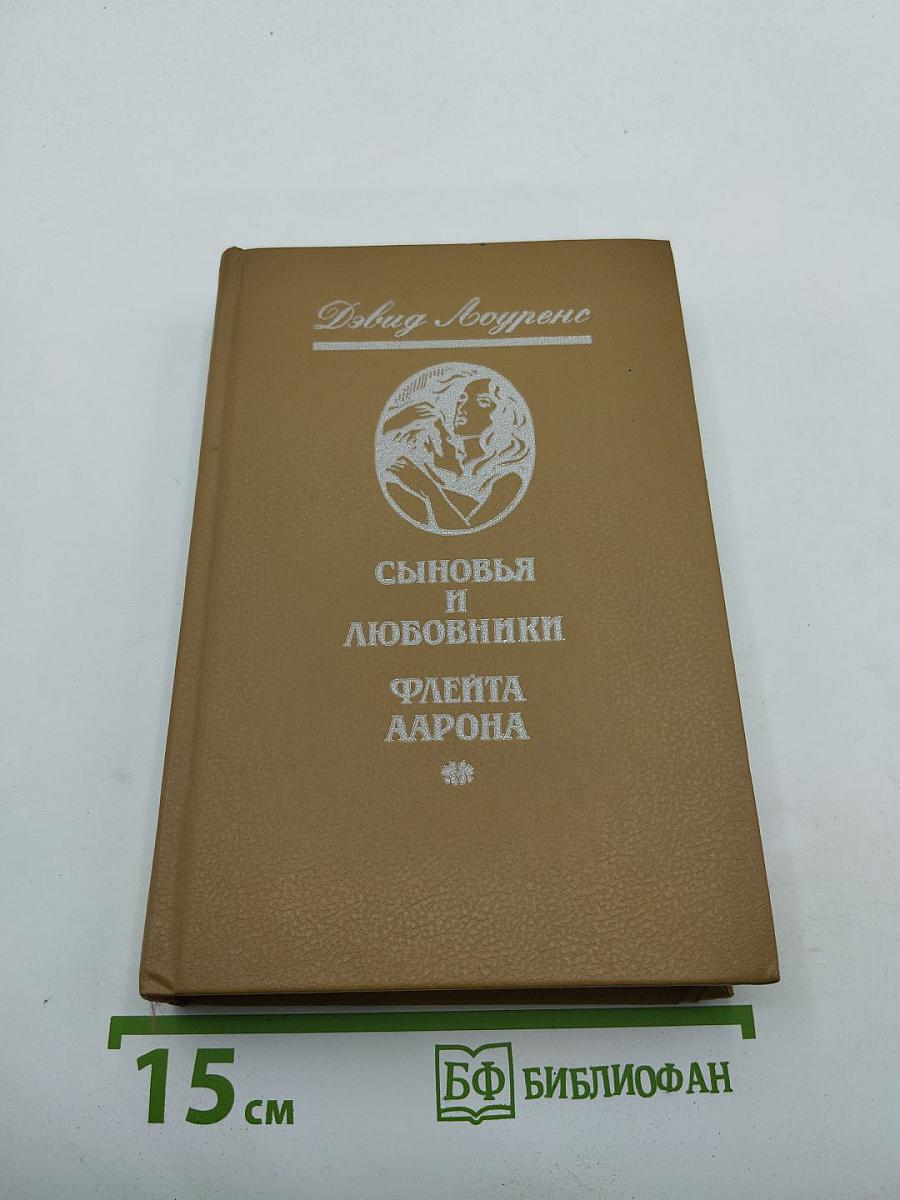 Дэвид Лоуренс
СЫНОВЬЯ
И
ЛЮБОВНИКИ
ФЛЕЙТА
ААРОНА
15 см
БФ БИБЛИОФАН